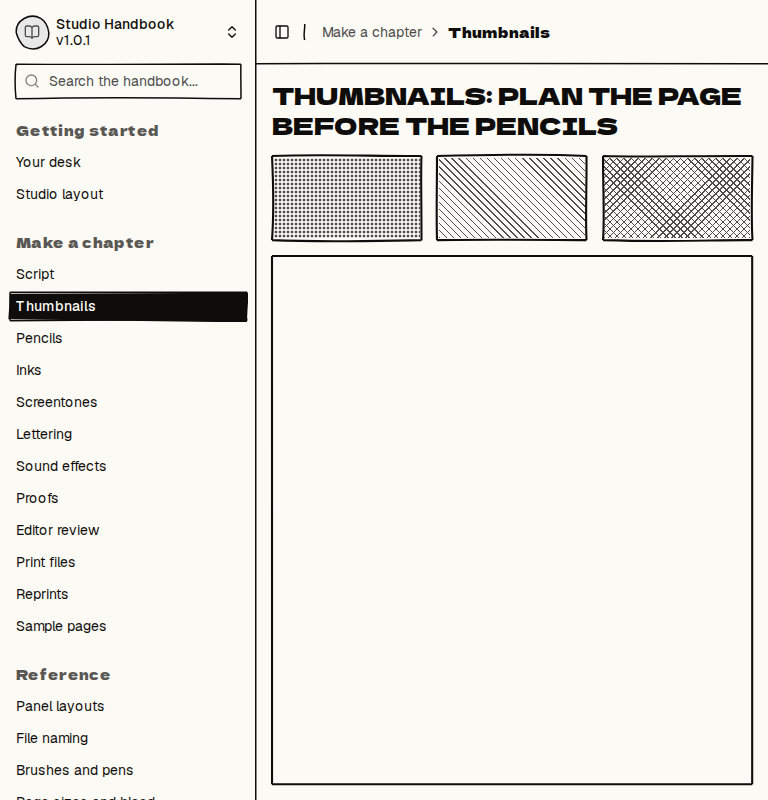 Studio Handbook
v1.0.1
Search the handbook...
Getting started
Your desk
Studio layout
Make a chapter
Script
Thumbnails
Pencils
Inks
Screentones
Lettering
Sound effects
Proofs
Editor review
Print files
Reprints
Sample pages
Reference
Panel layouts
File naming
Brushes and pens
Make a chapter > Thumbnails
THUMBNAILS: PLAN THE PAGE
BEFORE THE PENCILS